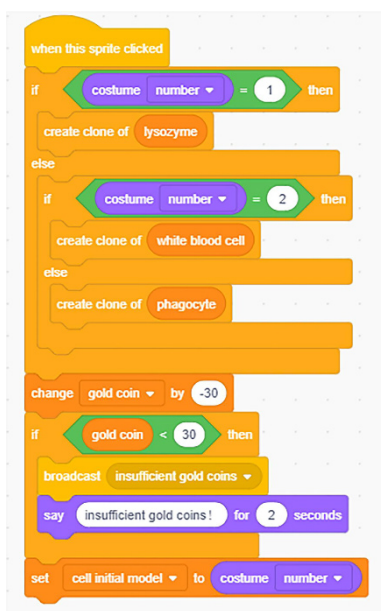 when this sprite clicked
if costume number = 1 then
create clone of lysozyme
else
if costume number = 2 then
create clone of white blood cell
else
create clone of phagocyte
change gold coin by -30
if gold coin < 30 then
broadcast insufficient gold coins
say insufficient gold coins! for 2 seconds
set cell initial model to costume number